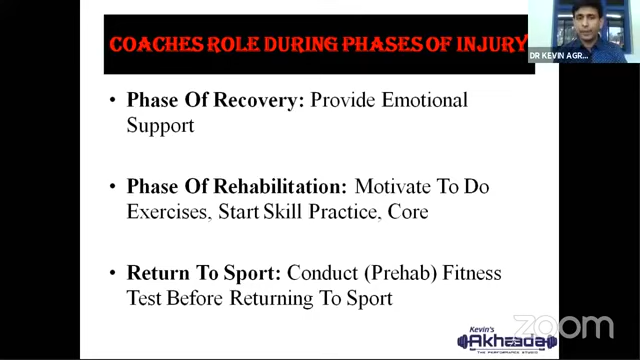 COACHES ROLE DURING PHASES OF INJURY
DR KEVIN AGR...
• Phase Of Recovery: Provide Emotional
Support
• Phase Of Rehabilitation: Motivate To Do
Exercises, Start Skill Practice, Core
• Return To Sport: Conduct (Prehab) Fitness
Test Before Returning To Sport
zoom
Kevin's
Akhaada
THE PERFORMANCE STUDIO